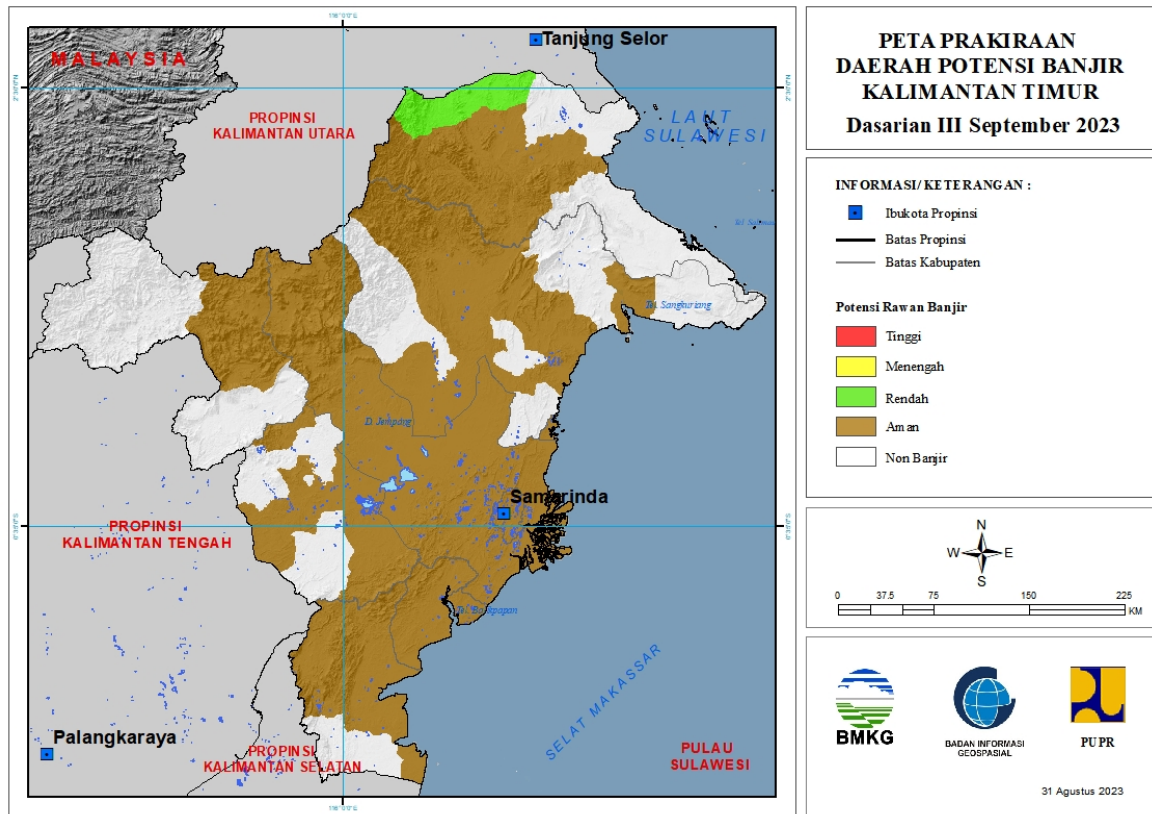 PETA PRAKIRAAN
DAERAH POTENSI BANJIR
KALIMANTAN TIMUR
Dasarian III September 2023
INFORMASI/ KETERANGAN :
Ibukota Propinsi
Batas Propinsi
Batas Kabupaten
Potensi Rawan Banjir
Tinggi
Menengah
Rendah
Aman
Non Banjir
N
W E
S
0 37.5 75 150 225
KM
BMKG
BADAN INFORMASI
GEOSPASIAL
PUPR
31 Agustus 2023
Tanjung Selor
MALAYSIA
PROPINSI
KALIMANTAN UTARA
LAUT
SULAWESI
Tel. Sangkuriang
D. Jempang
Samarinda
PROPINSI
KALIMANTAN TENGAH
SELAT MAKASSAR
Palangkaraya
PROPINSI
KALIMANTAN SELATAN
PULAU
SULAWESI